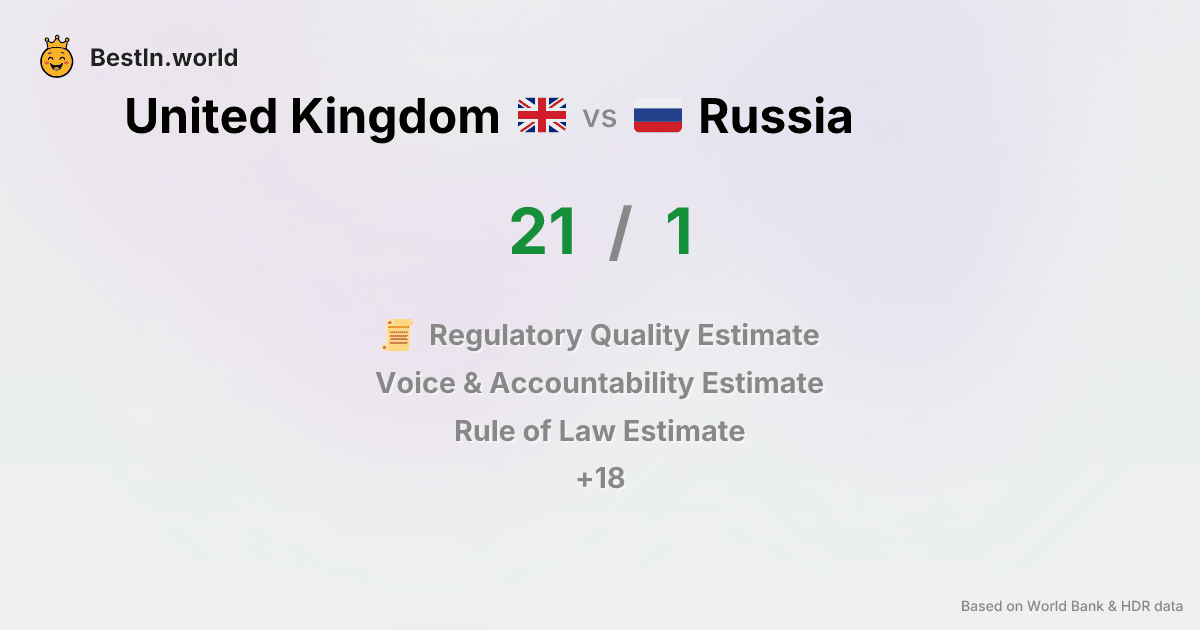 BestIn.world
United Kingdom vs Russia
21 / 1
Regulatory Quality Estimate
Voice & Accountability Estimate
Rule of Law Estimate
+18
Based on World Bank & HDR data